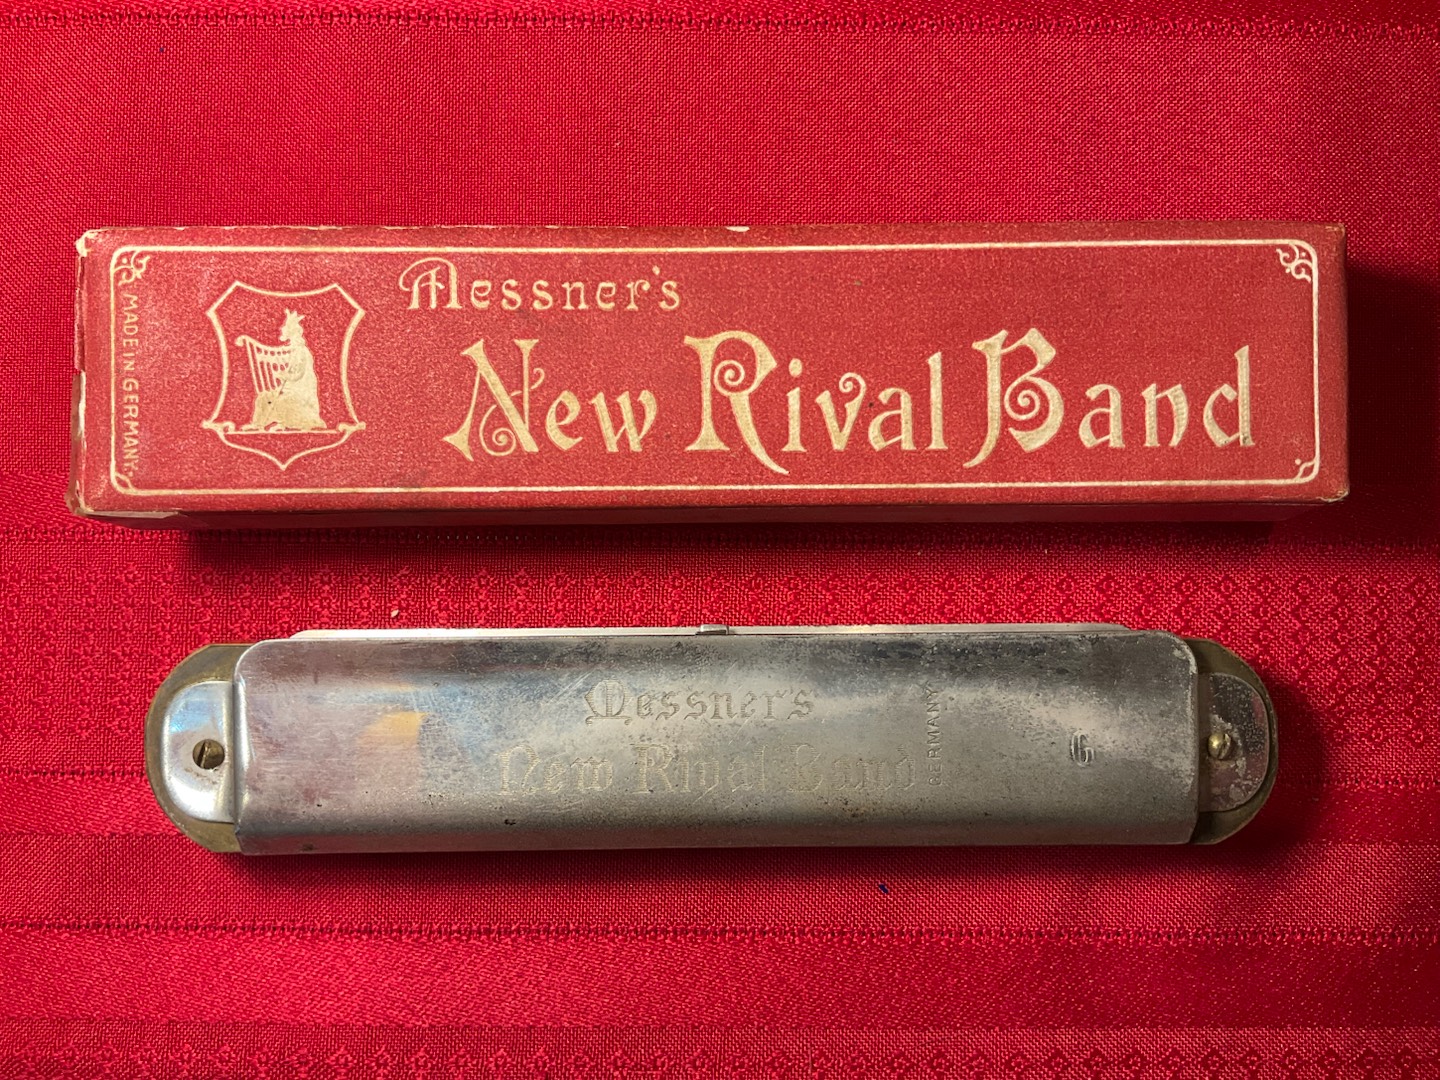 MADE IN GERMANY.
Messner's
New Rival Band
Messner's
New Rival Band
GERMANY
G